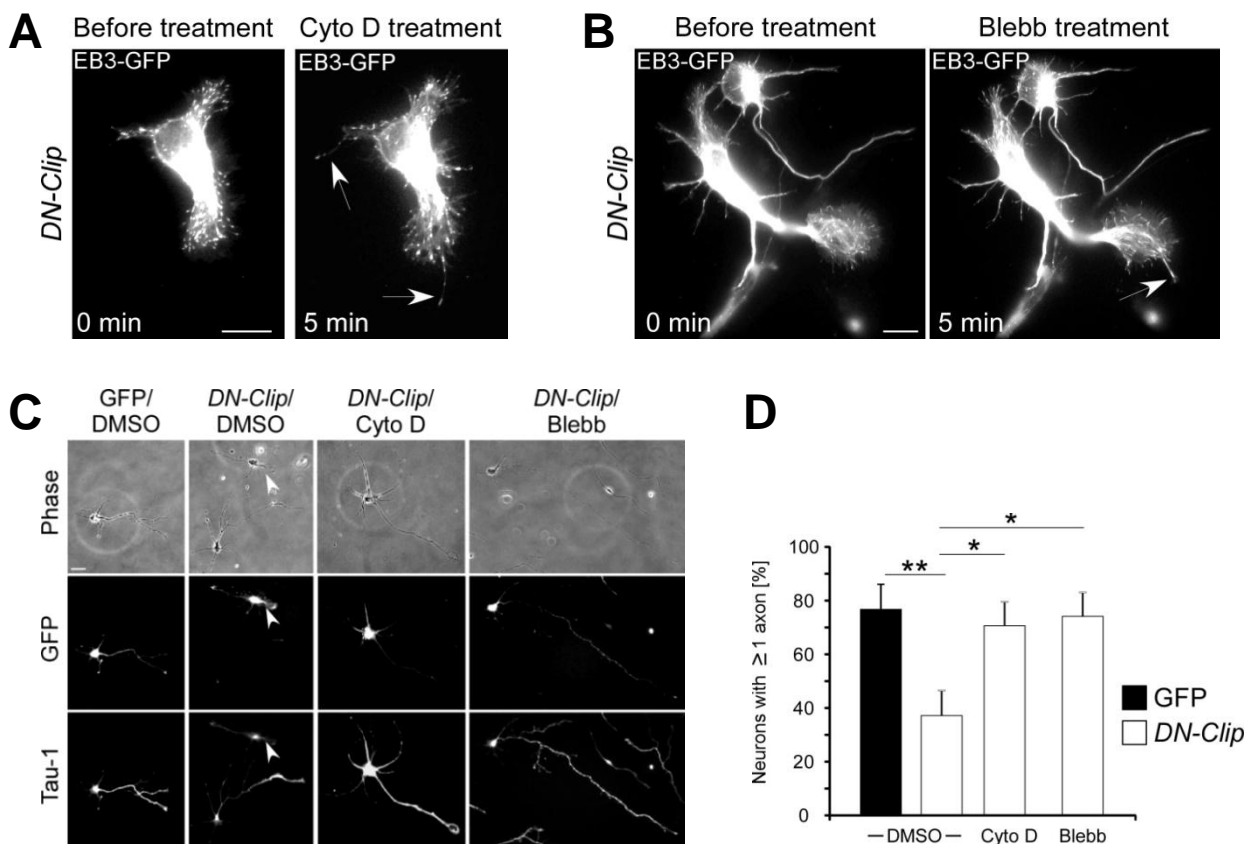 A
Before treatment
Cyto D treatment
EB3-GFP
EB3-GFP
DN-Clip
0 min
5 min
B
Before treatment
Blebb treatment
EB3-GFP
EB3-GFP
DN-Clip
0 min
5 min
C
GFP/
DMSO
DN-Clip/
DMSO
DN-Clip/
Cyto D
DN-Clip/
Blebb
Phase
GFP
Tau-1
D
Neurons with ≥ 1 axon [%]
100
80
60
40
20
0
**
*
*
GFP
DN-Clip
— DMSO —
Cyto D
Blebb